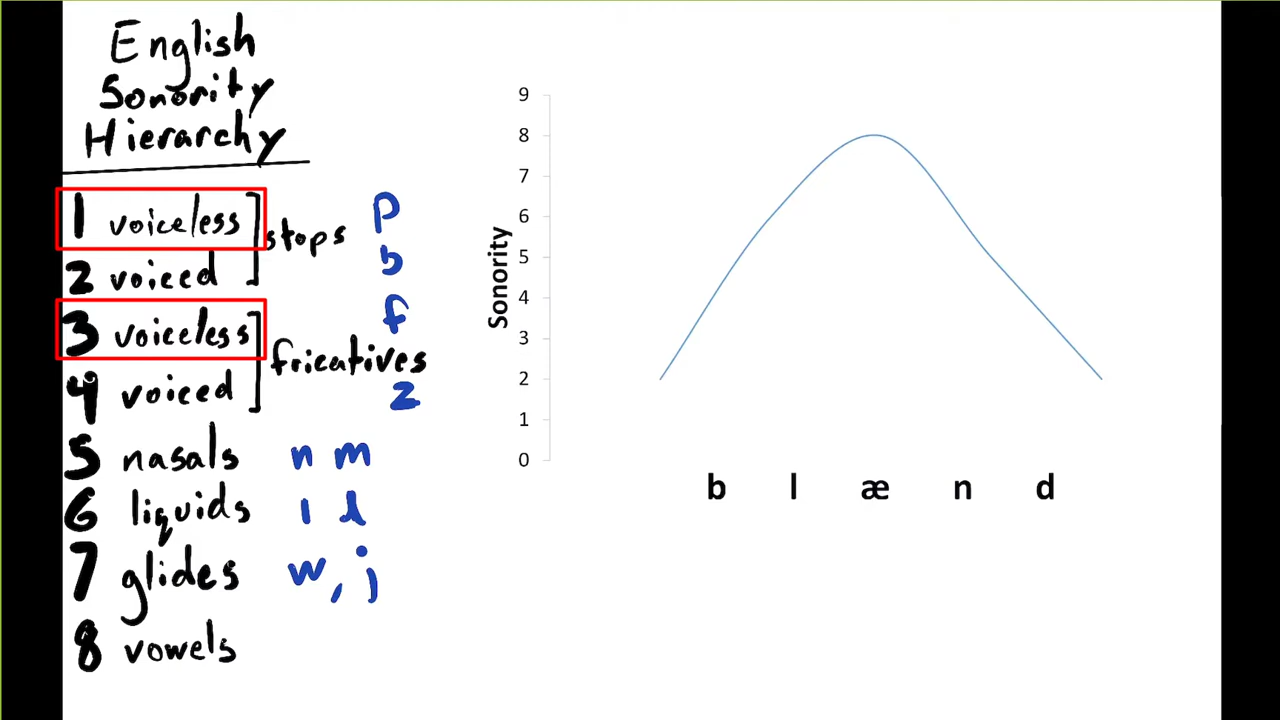 English
Sonority
Hierarchy
1 voiceless
stops
p
2 voiced
b
3 voiceless
f
fricatives
4 voiced
z
5 nasals n m
6 liquids l
7 glides w, j
8 vowels
9
8
7
6
5
4
3
2
1
0
Sonority
b l æ n d